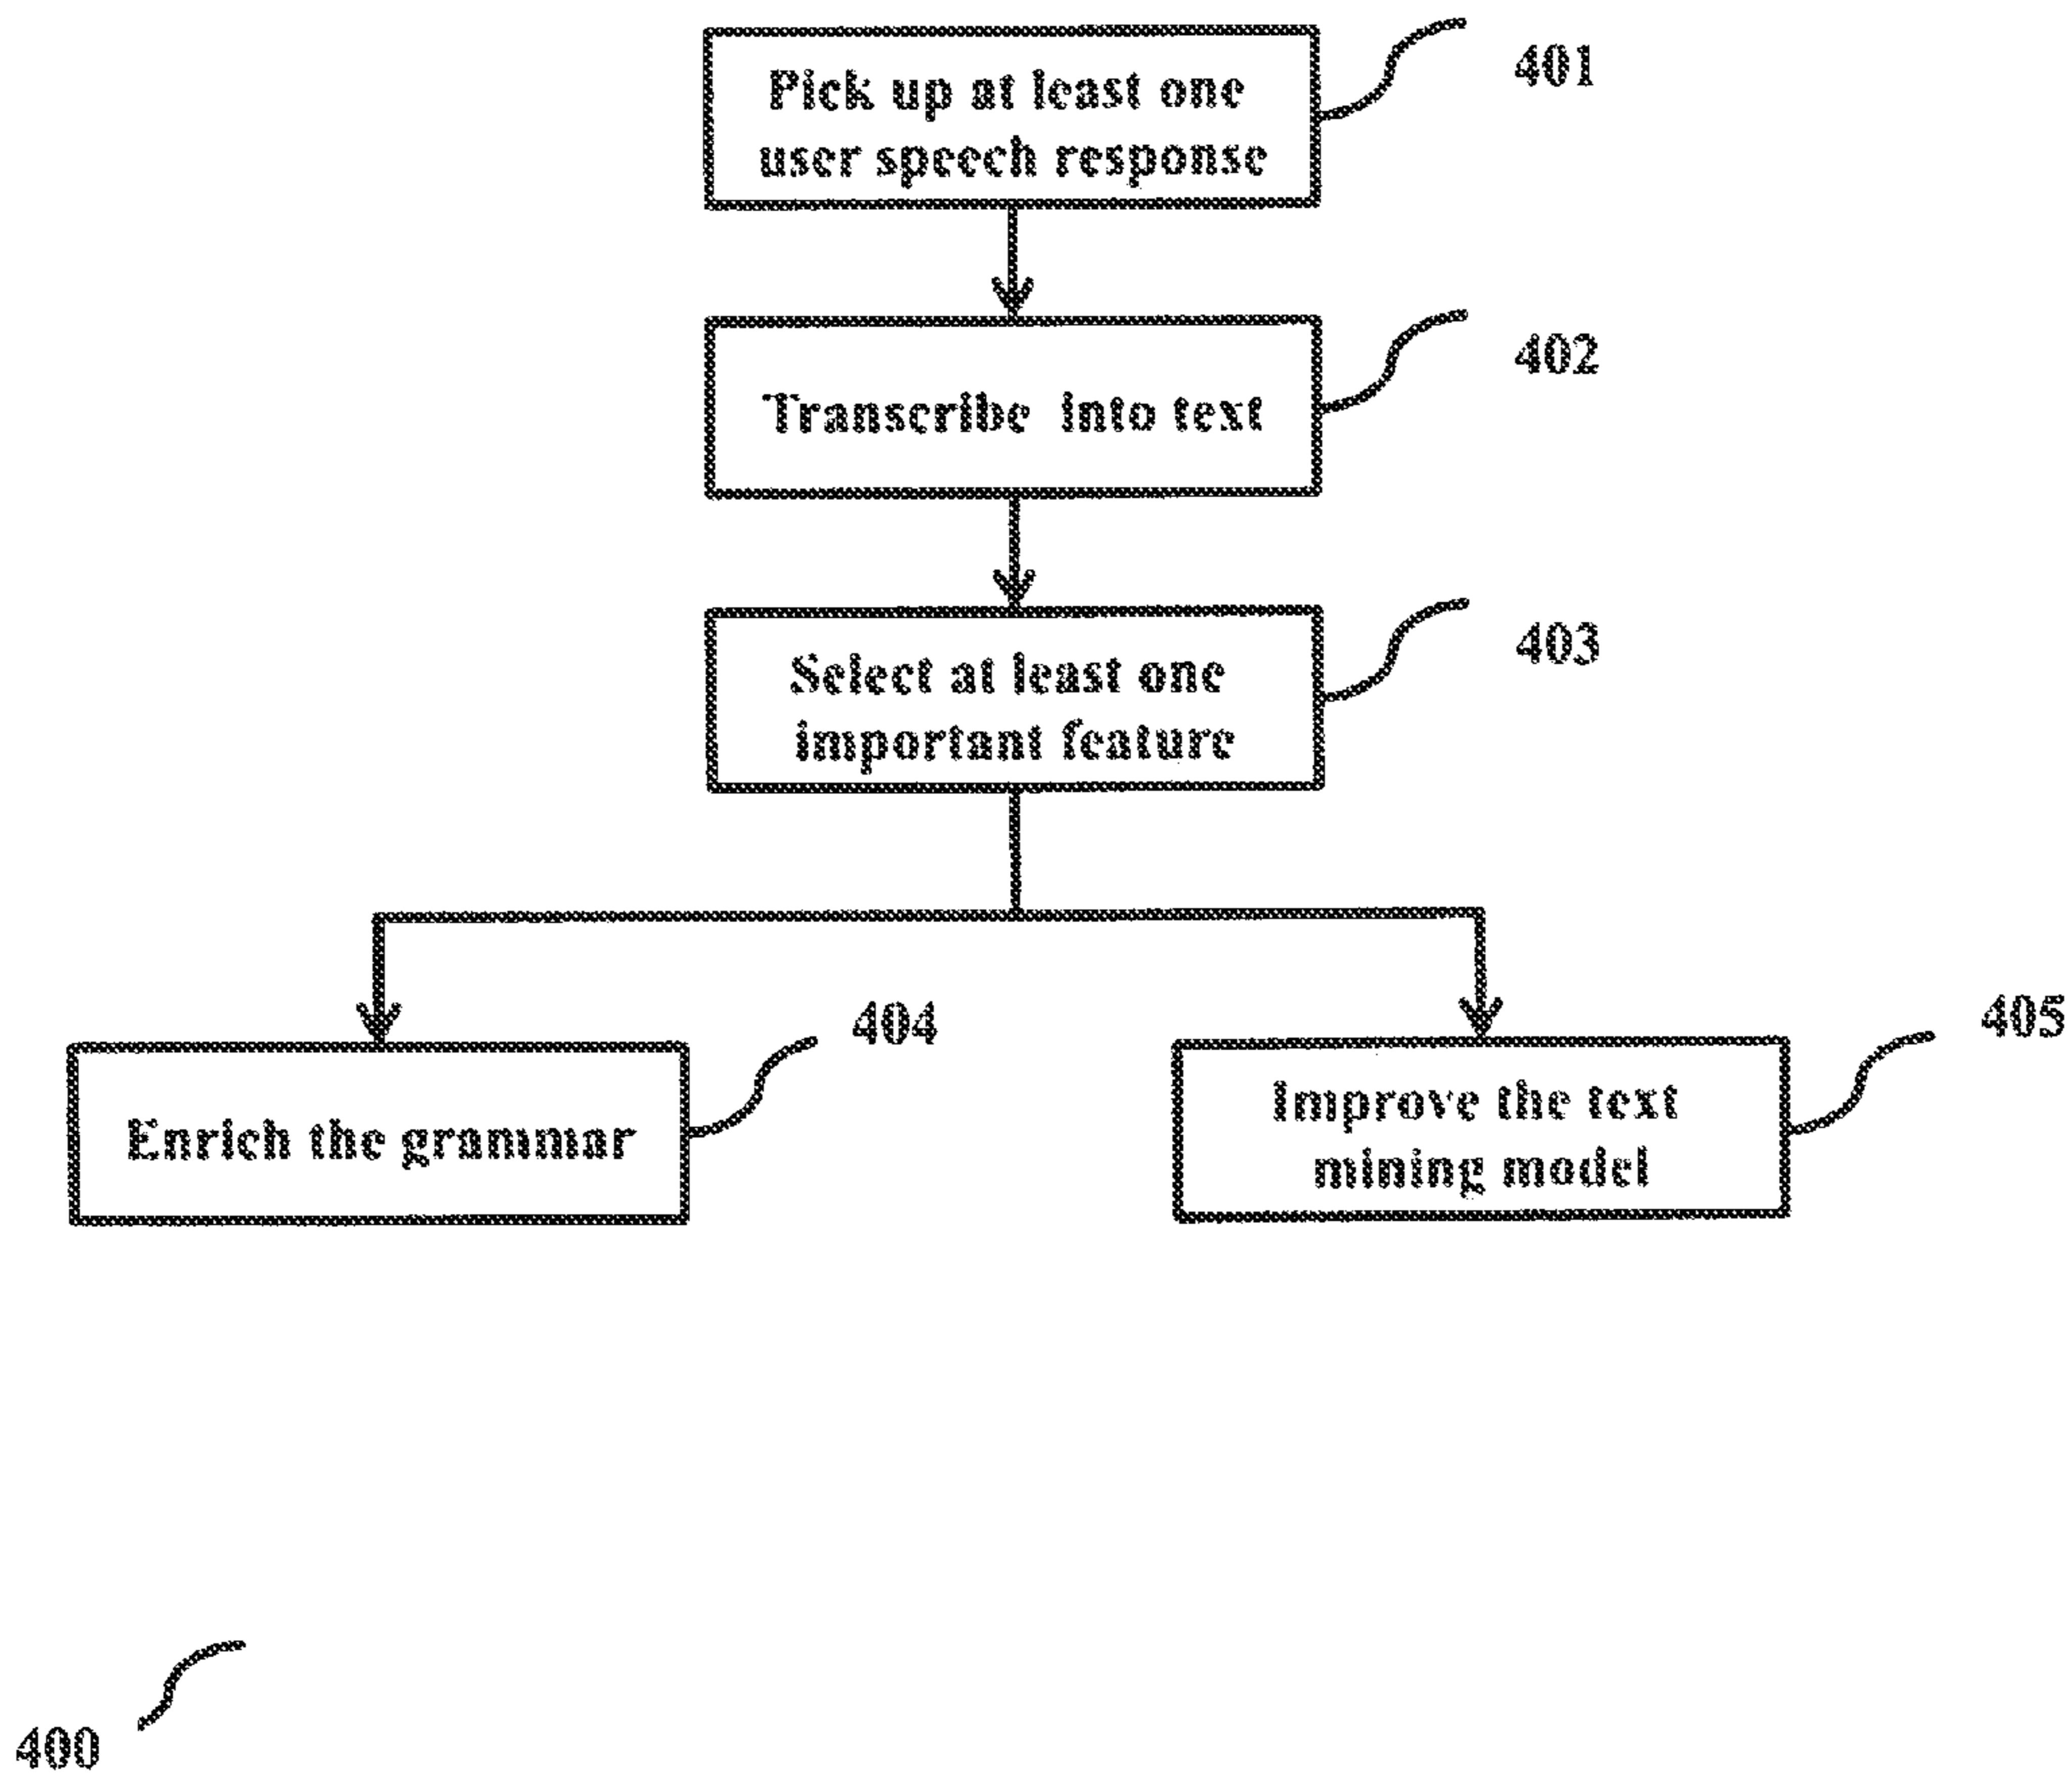 Pick up at least one
user speech response
401
Transcribe into text
402
Select at least one
important feature
403
Enrich the grammar
404
Improve the text
mining model
405
400